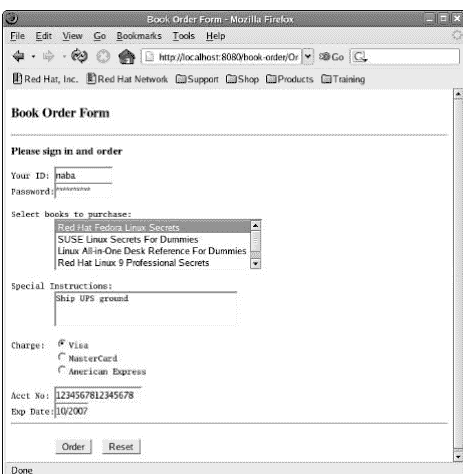 Book Order Form - Mozilla Firefox
File Edit View Go Bookmarks Tools Help
http://localhost:8080/book-order/Or Go
Red Hat, Inc. Red Hat Network Support Shop Products Training
Book Order Form
Please sign in and order
Your ID: naba
Password: **********
Select books to purchase:
Red Hat Fedora Linux Secrets
SUSE Linux Secrets For Dummies
Linux All-in-One Desk Reference For Dummies
Red Hat Linux 9 Professional Secrets
Special Instructions:
Ship UPS ground
Charge: Visa
MasterCard
American Express
Acct No: 1234567812345678
Exp Date: 10/2007
Order Reset
Done